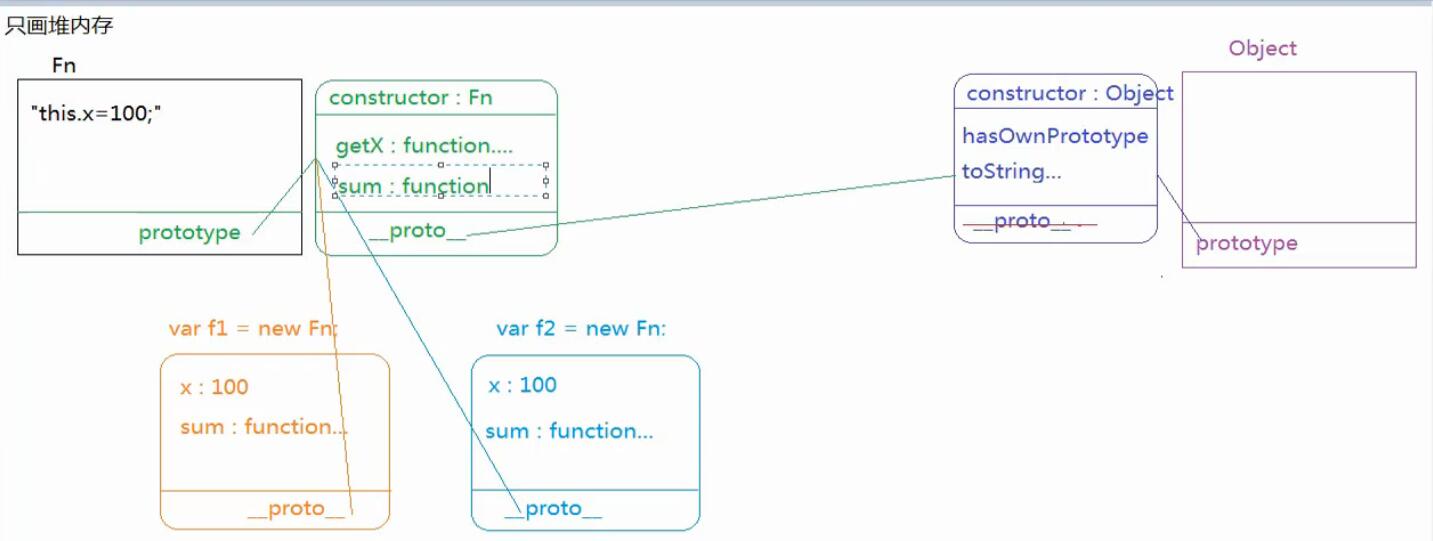 只画堆内存
Fn
"this.x=100;"
prototype
constructor : Fn
getX : function....
sum : function
__proto__
constructor : Object
hasOwnPrototype
toString...
__proto__
Object
prototype
var f1 = new Fn;
x : 100
sum : function...
__proto__
var f2 = new Fn:
x : 100
sum : function...
__proto__